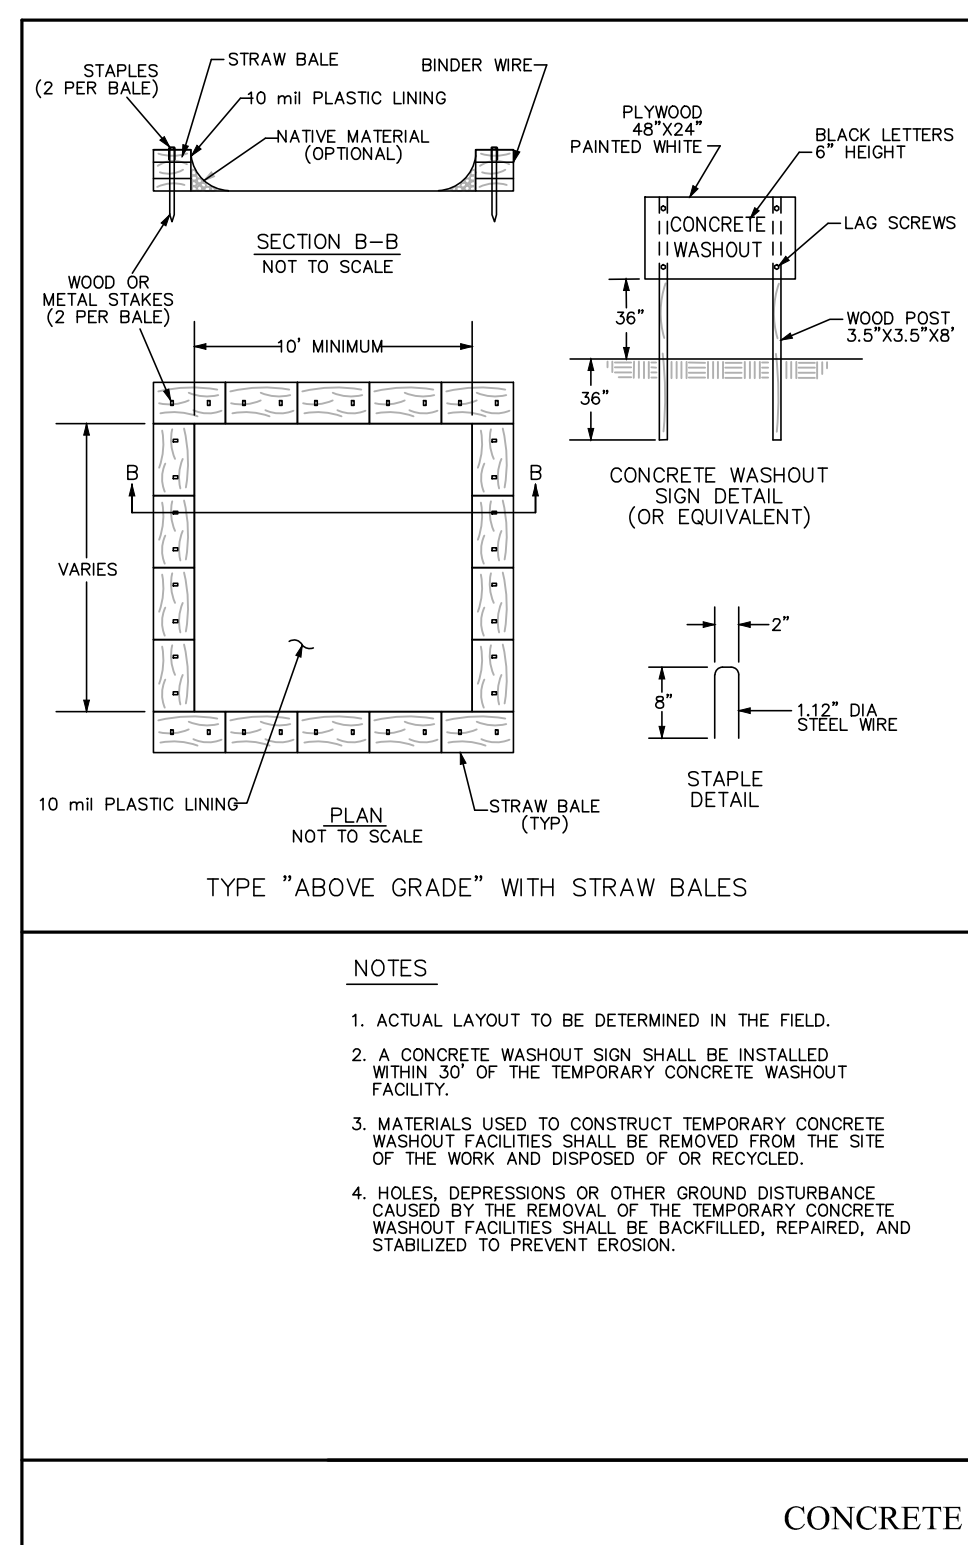 STAPLES
(2 PER BALE)
STRAW BALE
10 mil PLASTIC LINING
NATIVE MATERIAL
(OPTIONAL)
BINDER WIRE
SECTION B-B
NOT TO SCALE
WOOD OR
METAL STAKES
(2 PER BALE)
10' MINIMUM
B
B
VARIES
10 mil PLASTIC LINING
PLAN
NOT TO SCALE
STRAW BALE
(TYP)
PLYWOOD
48"X24"
PAINTED WHITE
BLACK LETTERS
6" HEIGHT
CONCRETE
WASHOUT
LAG SCREWS
36"
WOOD POST
3.5"X3.5"X8'
36"
CONCRETE WASHOUT
SIGN DETAIL
(OR EQUIVALENT)
2"
8"
1.12" DIA
STEEL WIRE
STAPLE
DETAIL
TYPE "ABOVE GRADE" WITH STRAW BALES
NOTES
1. ACTUAL LAYOUT TO BE DETERMINED IN THE FIELD.
2. A CONCRETE WASHOUT SIGN SHALL BE INSTALLED
WITHIN 30' OF THE TEMPORARY CONCRETE WASHOUT
FACILITY.
3. MATERIALS USED TO CONSTRUCT TEMPORARY CONCRETE
WASHOUT FACILITIES SHALL BE REMOVED FROM THE SITE
OF THE WORK AND DISPOSED OF OR RECYCLED.
4. HOLES, DEPRESSIONS OR OTHER GROUND DISTURBANCE
CAUSED BY THE REMOVAL OF THE TEMPORARY CONCRETE
WASHOUT FACILITIES SHALL BE BACKFILLED, REPAIRED, AND
STABILIZED TO PREVENT EROSION.
CONCRETE